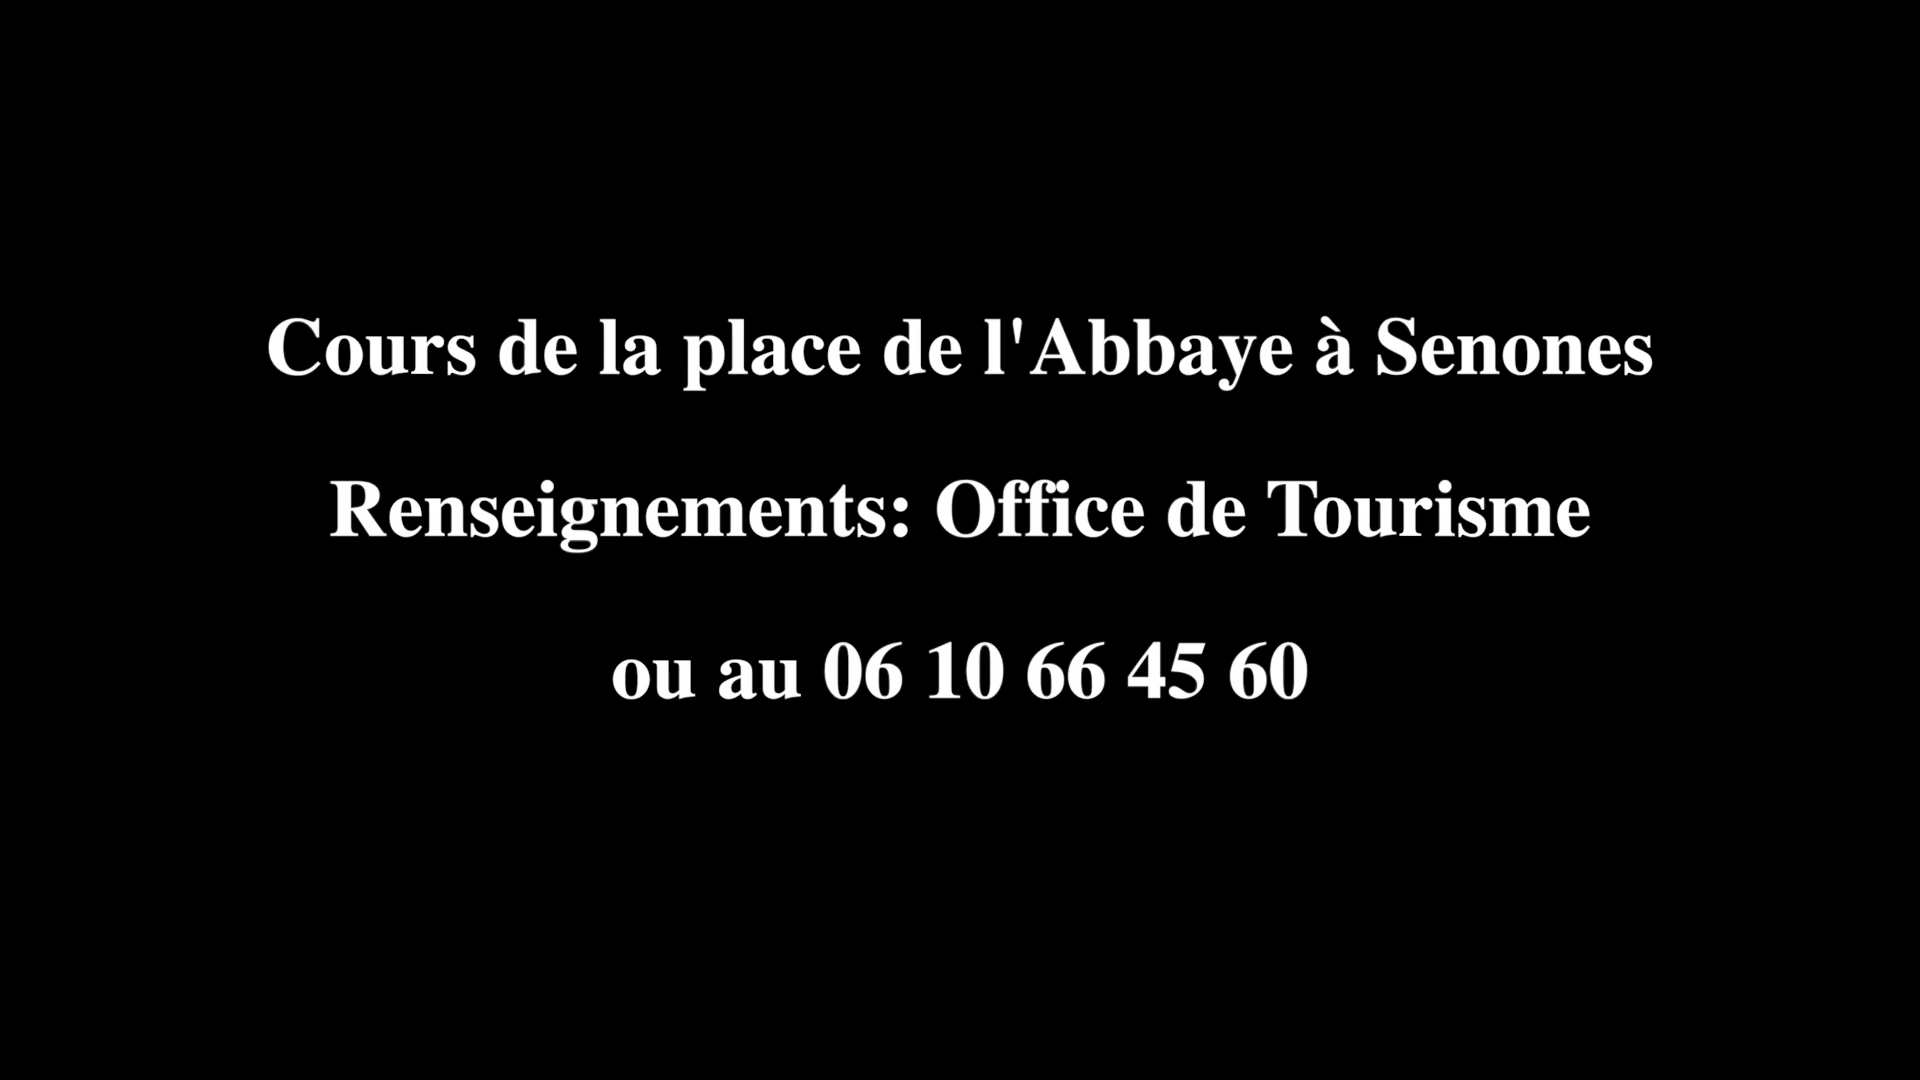 Cours de la place de l'Abbaye à Senones
Renseignements: Office de Tourisme
ou au 06 10 66 45 60